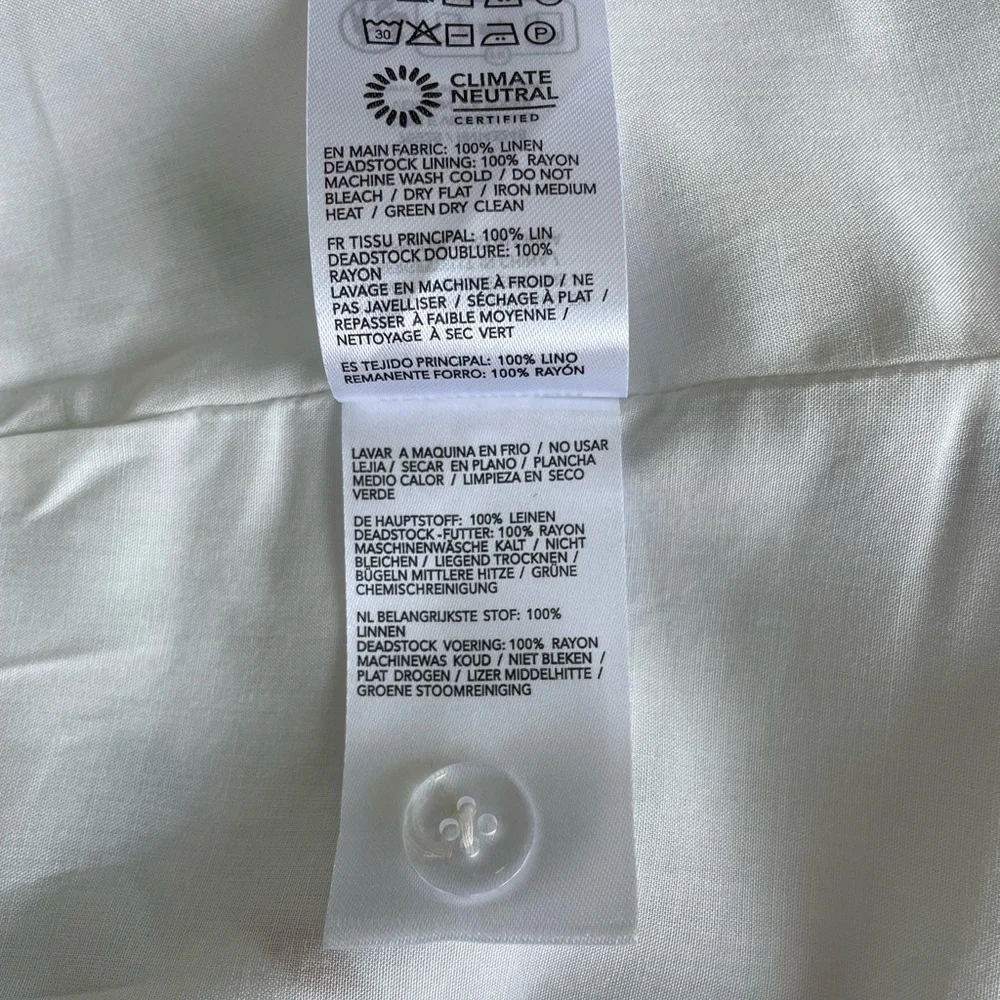 30 P
CLIMATE
NEUTRAL
CERTIFIED
EN MAIN FABRIC: 100% LINEN
DEADSTOCK LINING: 100% RAYON
MACHINE WASH COLD / DO NOT
BLEACH / DRY FLAT / IRON MEDIUM
HEAT / GREEN DRY CLEAN
FR TISSU PRINCIPAL: 100% LIN
DEADSTOCK DOUBLURE: 100%
RAYON
LAVAGE EN MACHINE À FROID / NE
PAS JAVELLISER / SÉCHAGE À PLAT /
REPASSER À FAIBLE MOYENNE /
NETTOYAGE À SEC VERT
ES TEJIDO PRINCIPAL: 100% LINO
REMANENTE FORRO: 100% RAYÓN
LAVAR A MAQUINA EN FRIO / NO USAR
LEJIA / SECAR EN PLANO / PLANCHA
MEDIO CALOR / LIMPIEZA EN SECO
VERDE
DE HAUPTSTOFF: 100% LEINEN
DEADSTOCK-FUTTER: 100% RAYON
MASCHINENWÄSCHE KALT / NICHT
BLEICHEN / LIEGEND TROCKNEN /
BÜGELN MITTLERE HITZE / GRÜNE
CHEMISCHREINIGUNG
NL BELANGRIJKSTE STOF: 100%
LINNEN
DEADSTOCK VOERING: 100% RAYON
MACHINEWAS KOUD / NIET BLEKEN /
PLAT DROGEN / LIZER MIDDELHITTE /
GROENE STOOMREINIGING